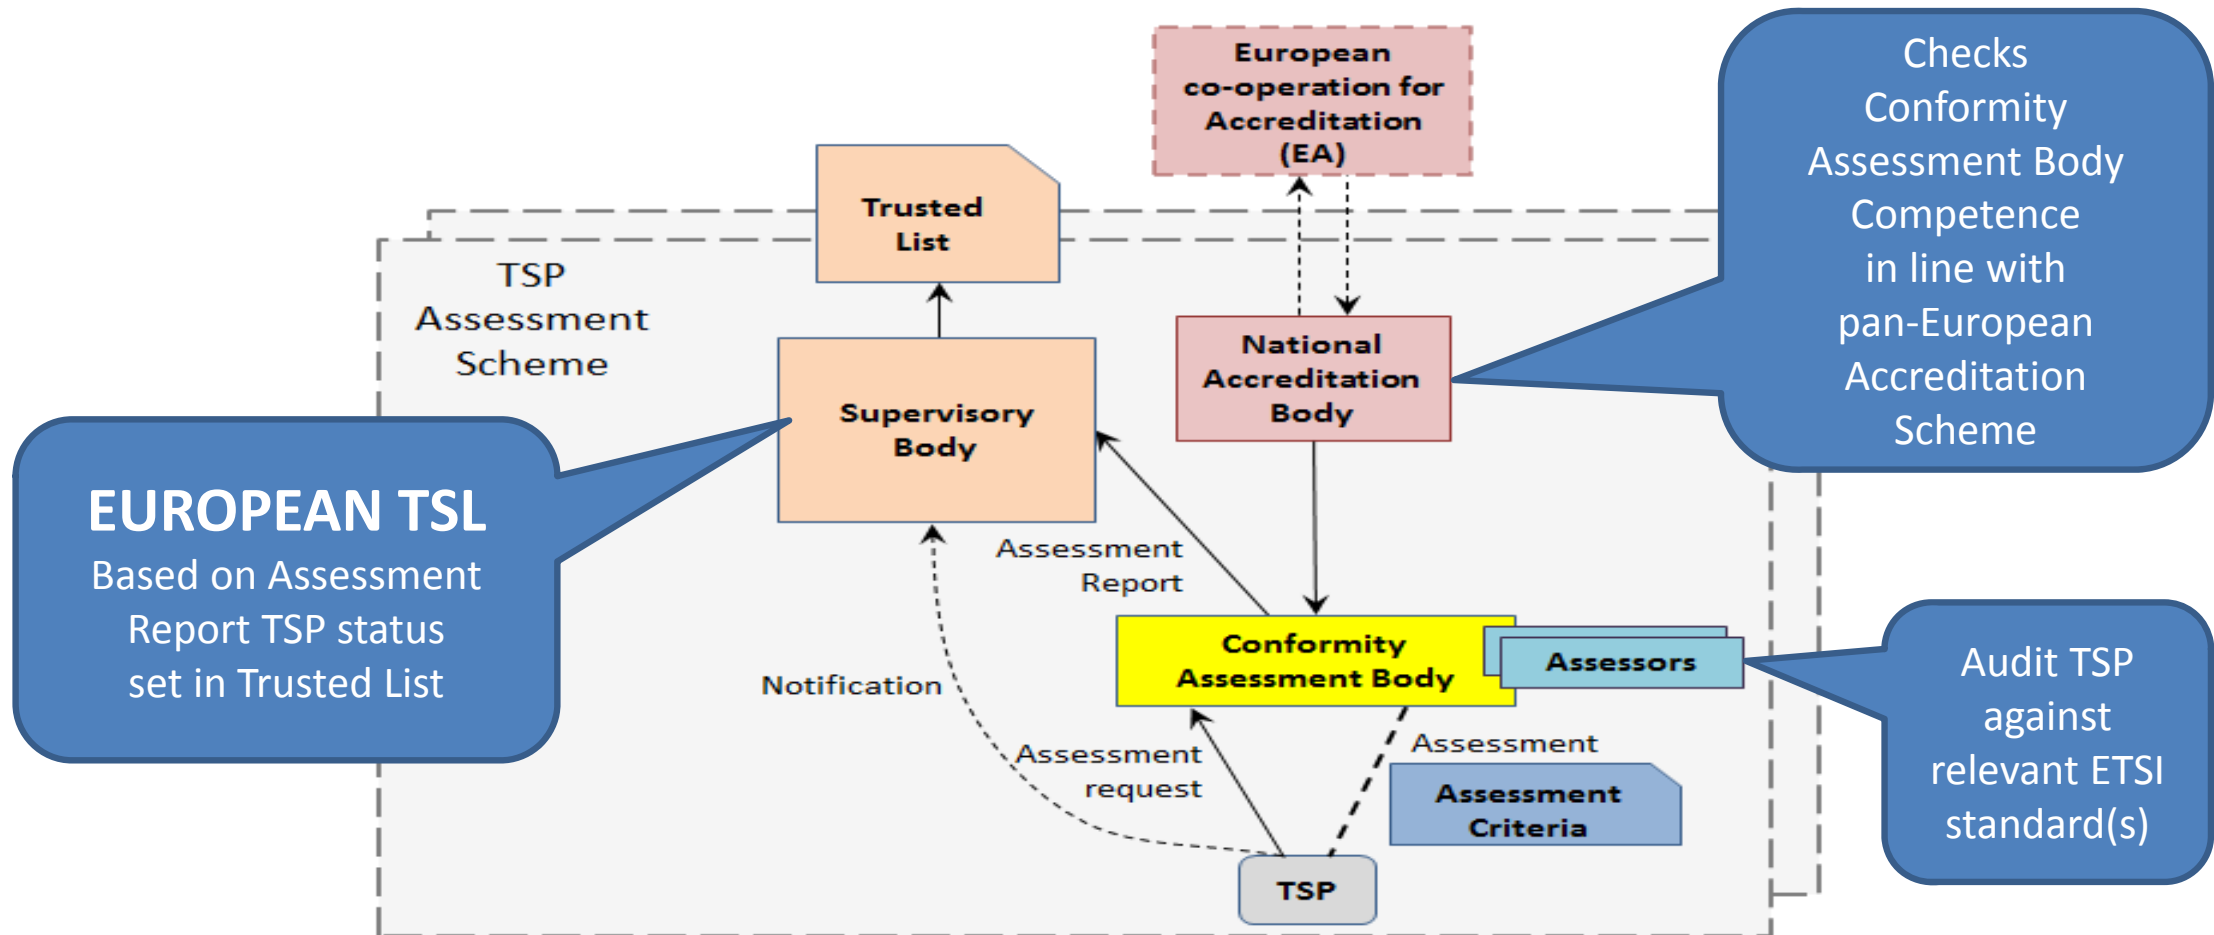 European
co-operation for
Accreditation
(EA)
Checks
Conformity
Assessment Body
Competence
in line with
pan-European
Accreditation
Scheme
Trusted
List
TSP
Assessment
Scheme
National
Accreditation
Body
Supervisory
Body
EUROPEAN TSL
Based on Assessment
Report TSP status
set in Trusted List
Assessment
Report
Conformity
Assessment Body
Assessors
Audit TSP
against
relevant ETSI
standard(s)
Notification
Assessment
request
Assessment
Assessment
Criteria
TSP